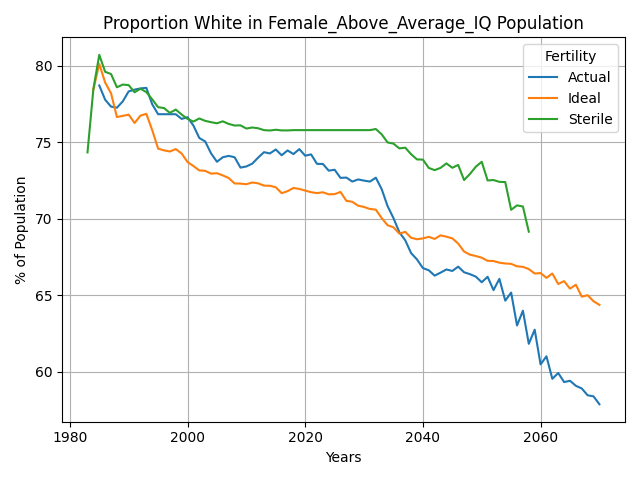 Proportion White in Female_Above_Average_IQ Population
Fertility
Actual
Ideal
Sterile
% of Population
80
75
70
65
60
1980
2000
2020
2040
2060
Years